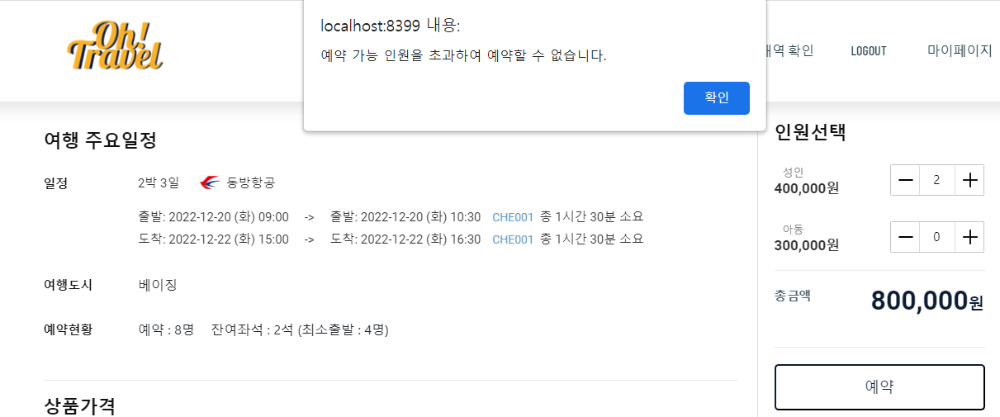 Oh!
Travel
localhost:8399 내용:
예약 가능 인원을 초과하여 예약할 수 없습니다.
확인
내역 확인
LOGOUT
마이페이지
여행 주요일정
일정
2박 3일
동방항공
출발: 2022-12-20 (화) 09:00 -> 출발: 2022-12-20 (화) 10:30 CHE001 총 1시간 30분 소요
도착: 2022-12-22 (화) 15:00 -> 도착: 2022-12-22 (화) 16:30 CHE001 총 1시간 30분 소요
여행도시
베이징
예약현황
예약 : 8명 잔여좌석 : 2석 (최소출발 : 4명)
상품가격
인원선택
성인
400,000원
2
아동
300,000원
0
총금액
800,000원
예약